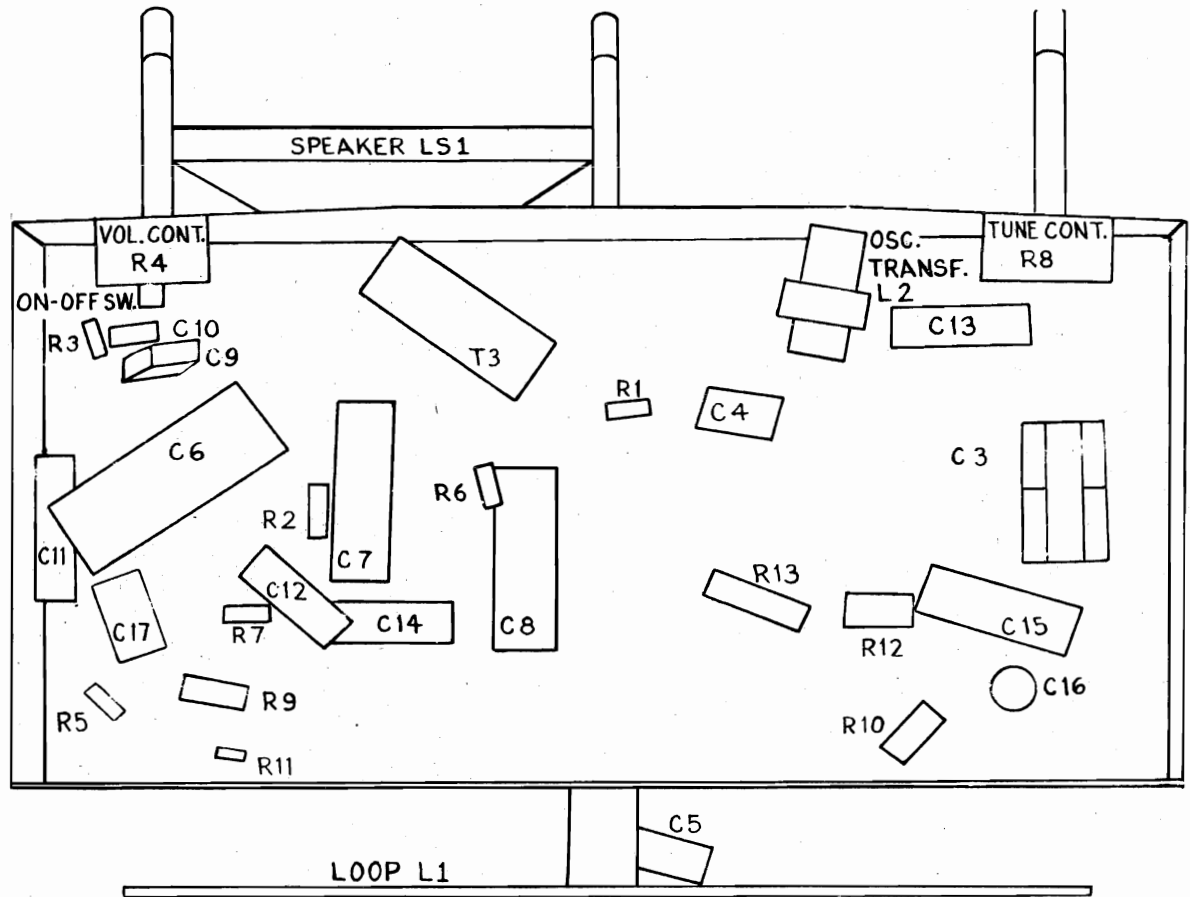 SPEAKER LS1
VOL. CONT.
R4
ON-OFF SW.
OSC.
TRANSF.
L2
TUNE CONT.
R8
R3
C10
C9
T3
C13
R1
C4
C6
C3
R6
R2
C11
C7
C12
R13
C17
R7
C14
C8
R12
C15
R5
R9
C16
R10
R11
C5
LOOP L1